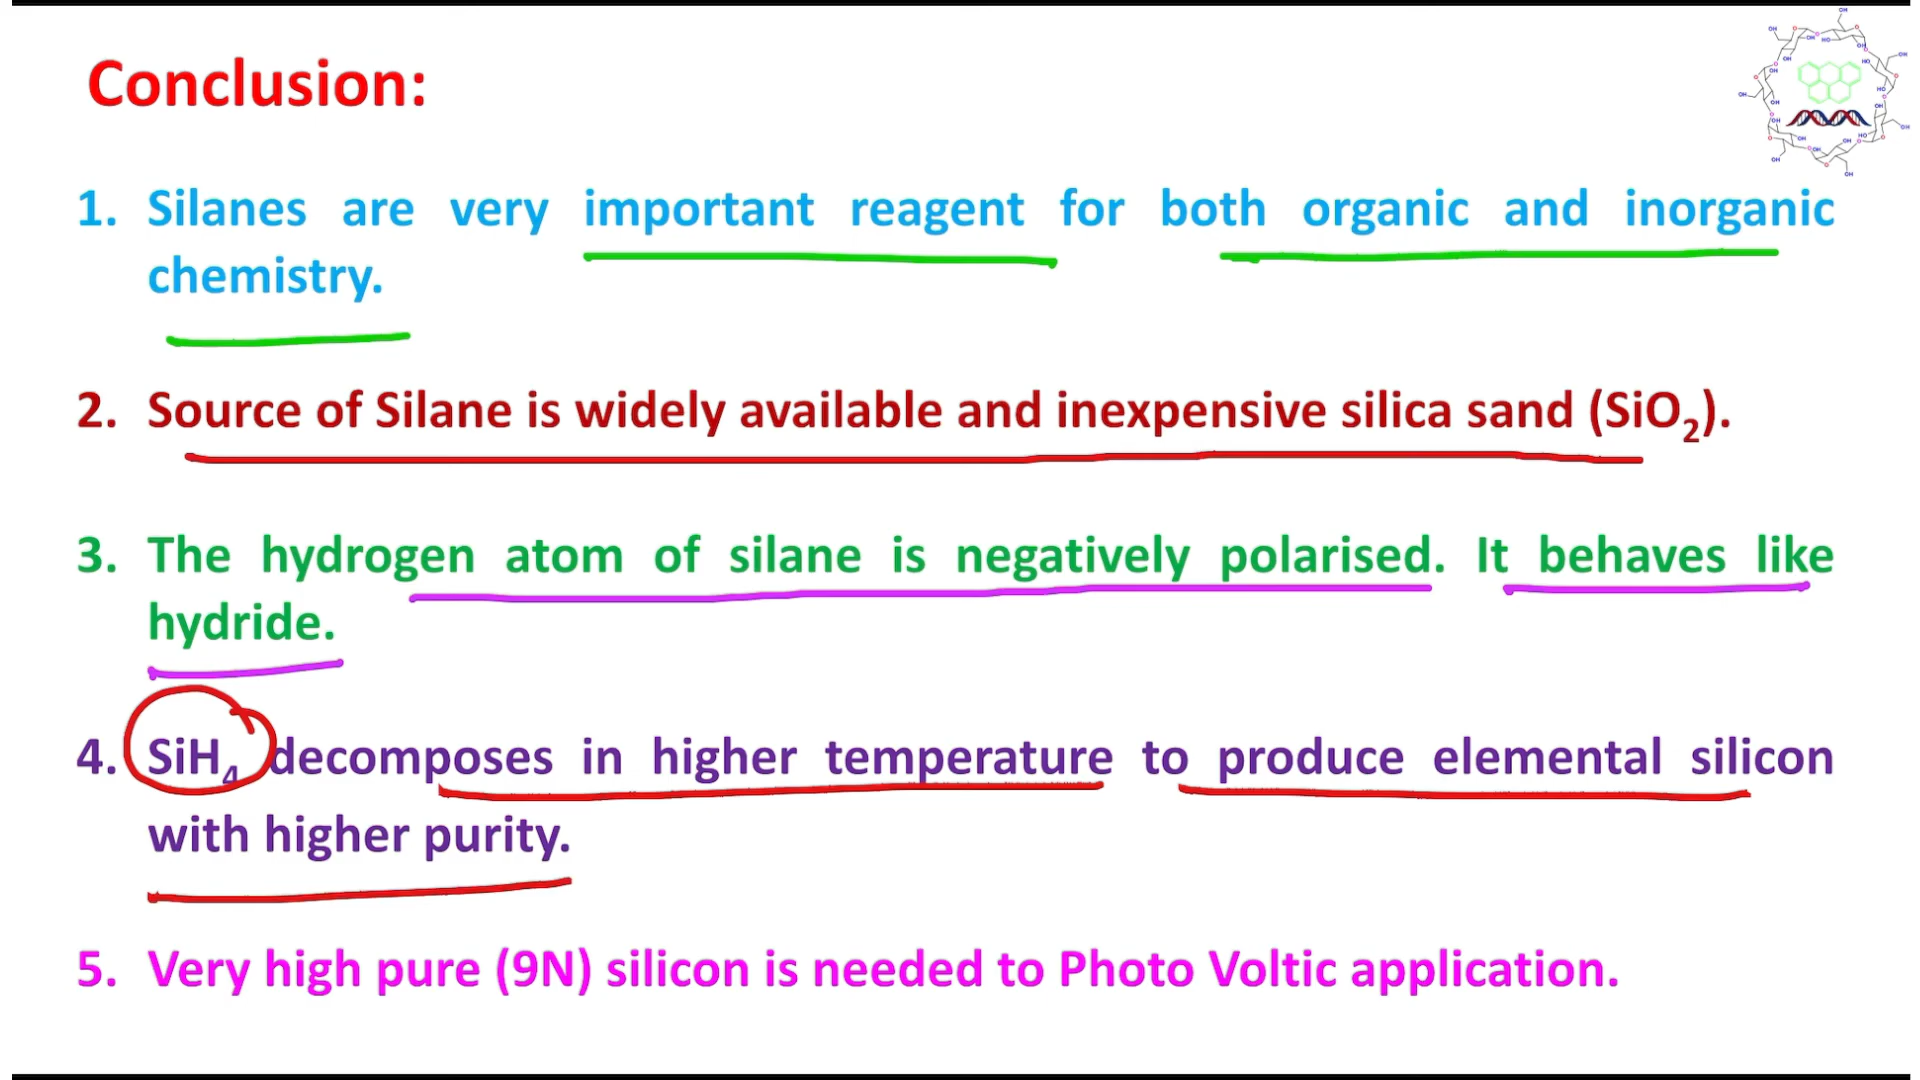 Conclusion:
1. Silanes are very important reagent for both organic and inorganic
chemistry.
2. Source of Silane is widely available and inexpensive silica sand (SiO₂).
3. The hydrogen atom of silane is negatively polarised. It behaves like
hydride.
4. SiH₄ decomposes in higher temperature to produce elemental silicon
with higher purity.
5. Very high pure (9N) silicon is needed to Photo Voltic application.